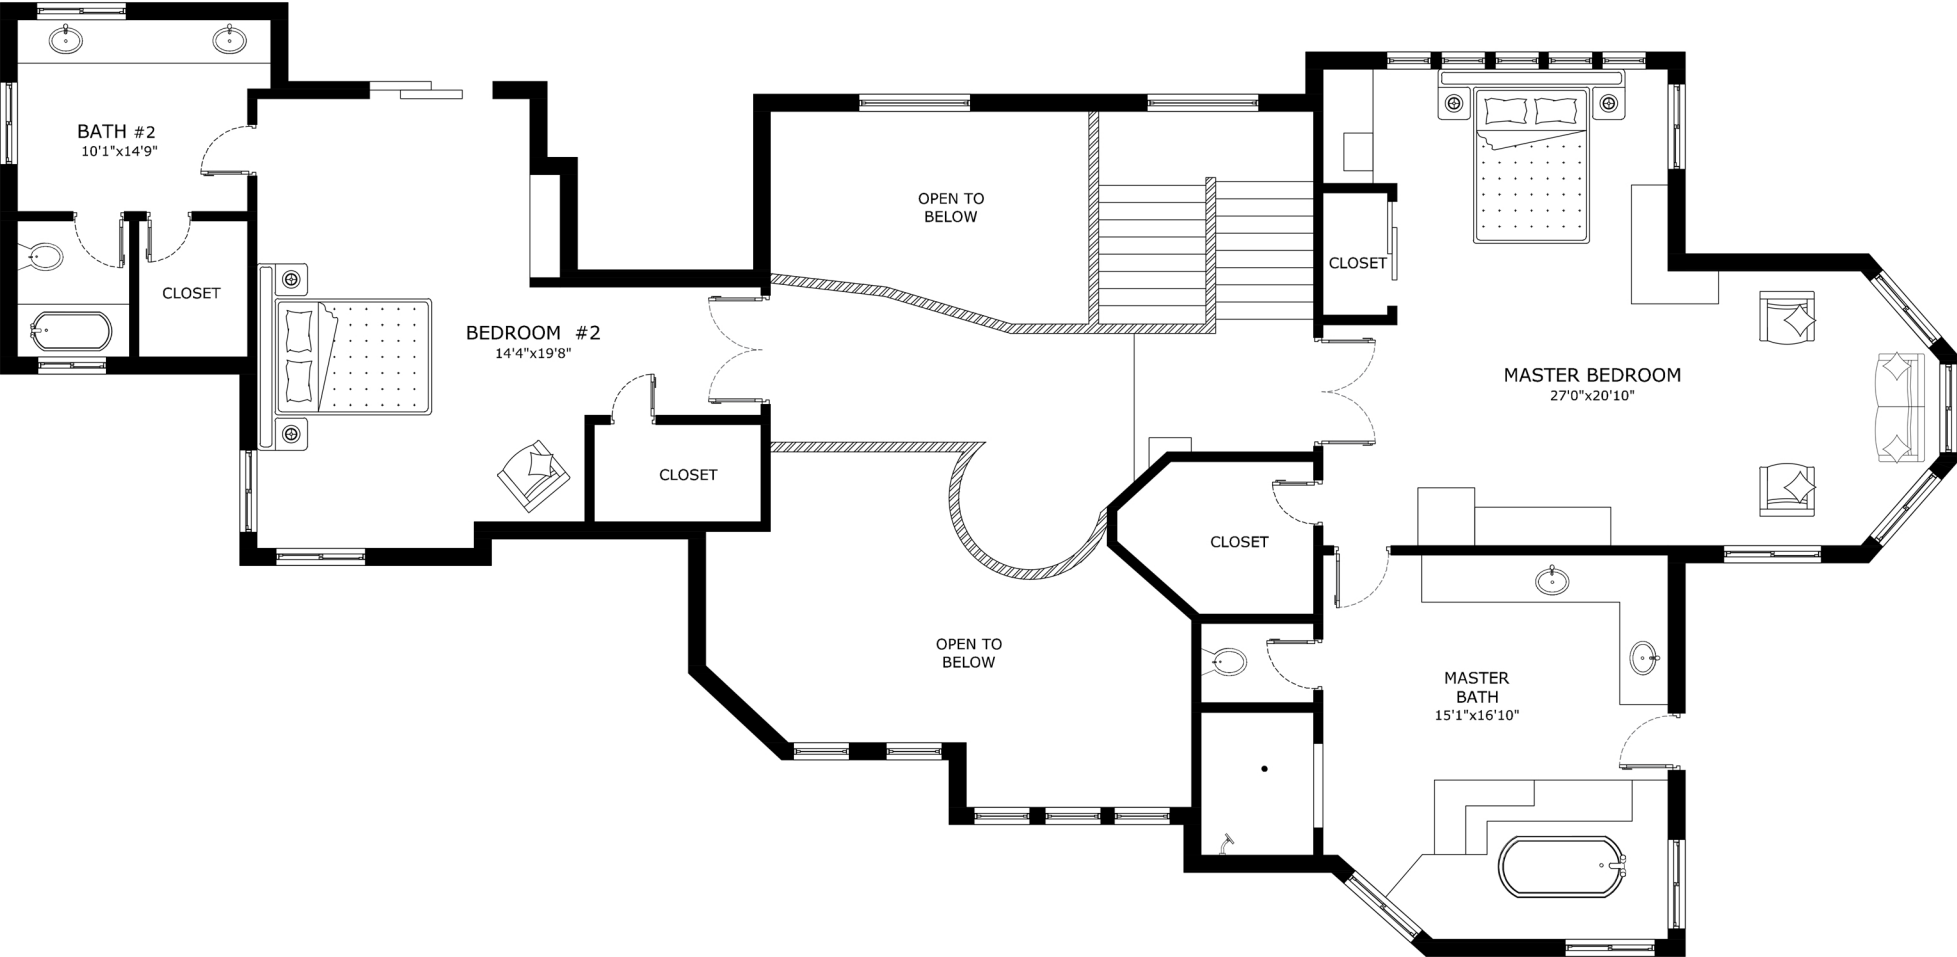 BATH #2
10'1"x14'9"
CLOSET
BEDROOM #2
14'4"x19'8"
CLOSET
OPEN TO
BELOW
OPEN TO
BELOW
CLOSET
CLOSET
MASTER BEDROOM
27'0"x20'10"
MASTER
BATH
15'1"x16'10"